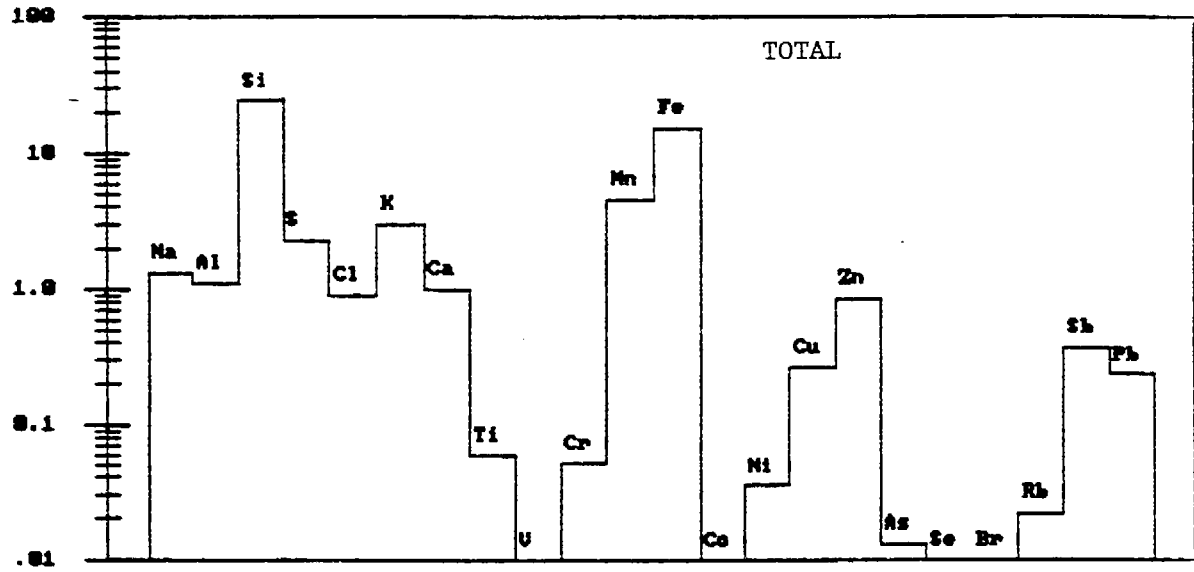 100
TOTAL
Si
Fe
10
Mn
K
S
Na
Al
Cl
Ca
Zn
1.0
Sb
Cu
Pb
0.1
Ti
Cr
Ni
Rb
As
V
Co
Se
Br
.01